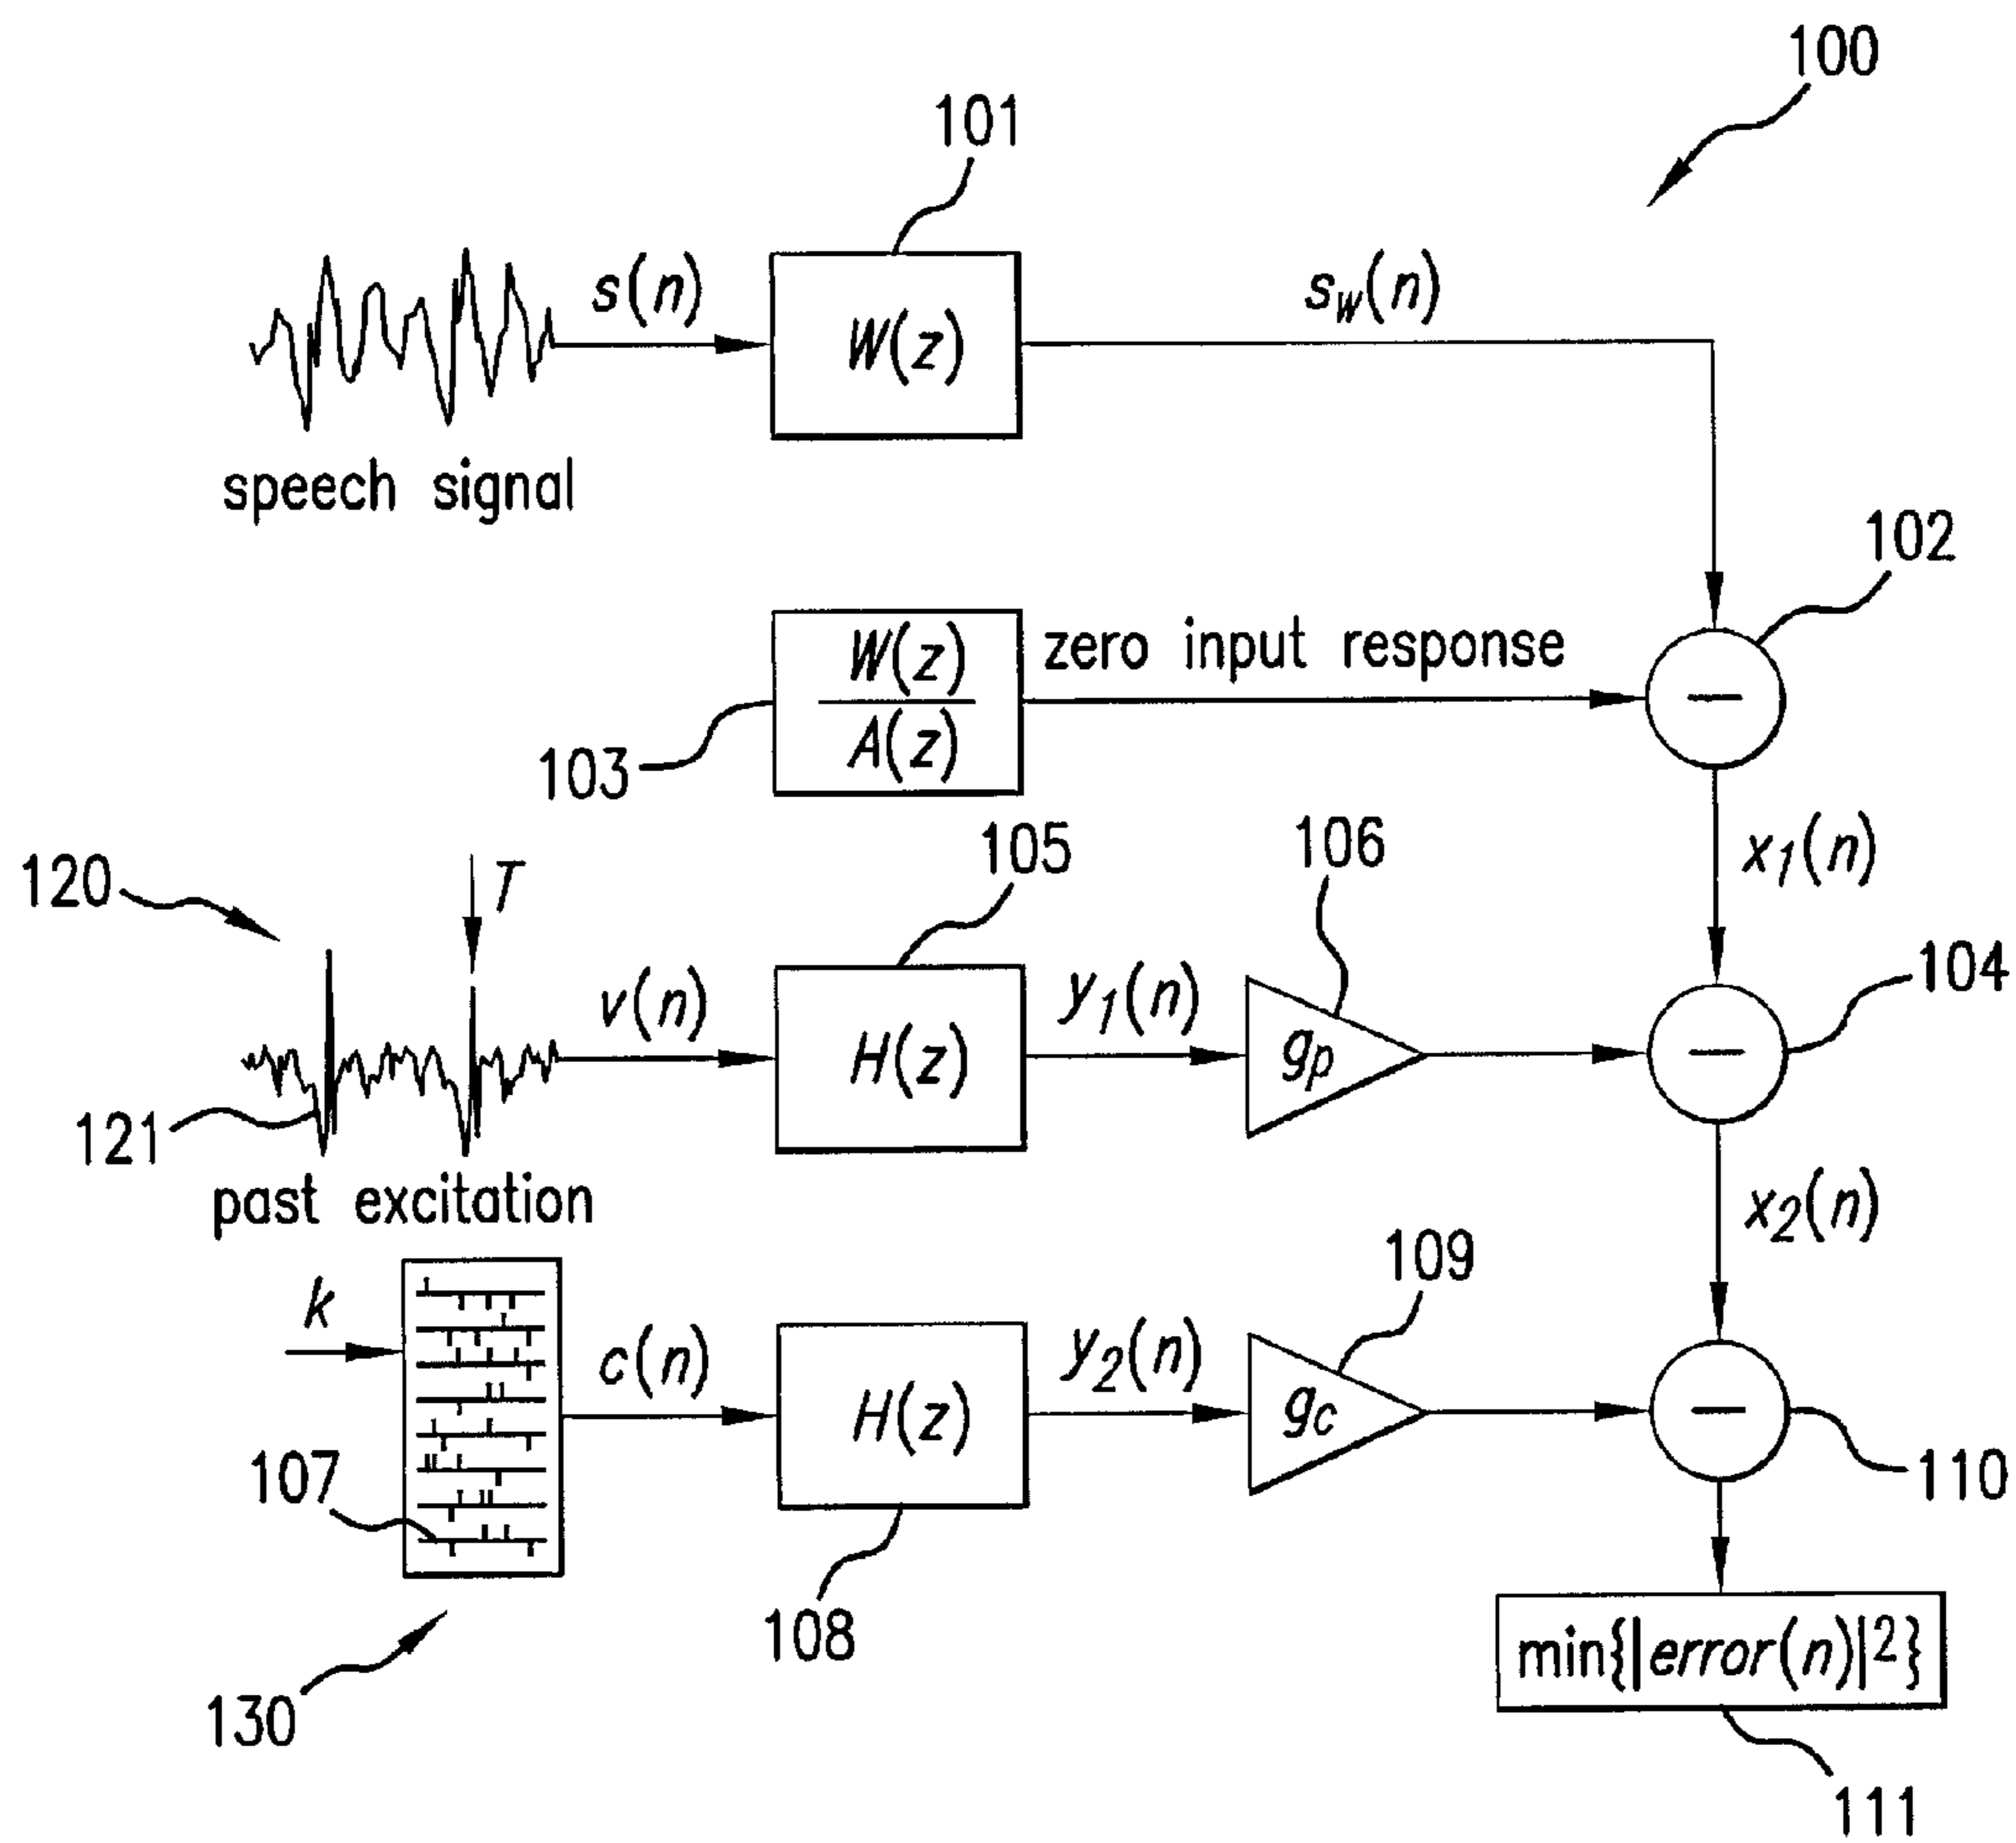 100
101
s(n)
W(z)
s_W(n)
speech signal
102
W(z)
A(z)
zero input response
103
x_1(n)
105
106
120
T
v(n)
H(z)
y_1(n)
g_p
104
121
past excitation
x_2(n)
109
k
c(n)
H(z)
y_2(n)
g_c
110
107
108
130
min{|error(n)|^2}
111